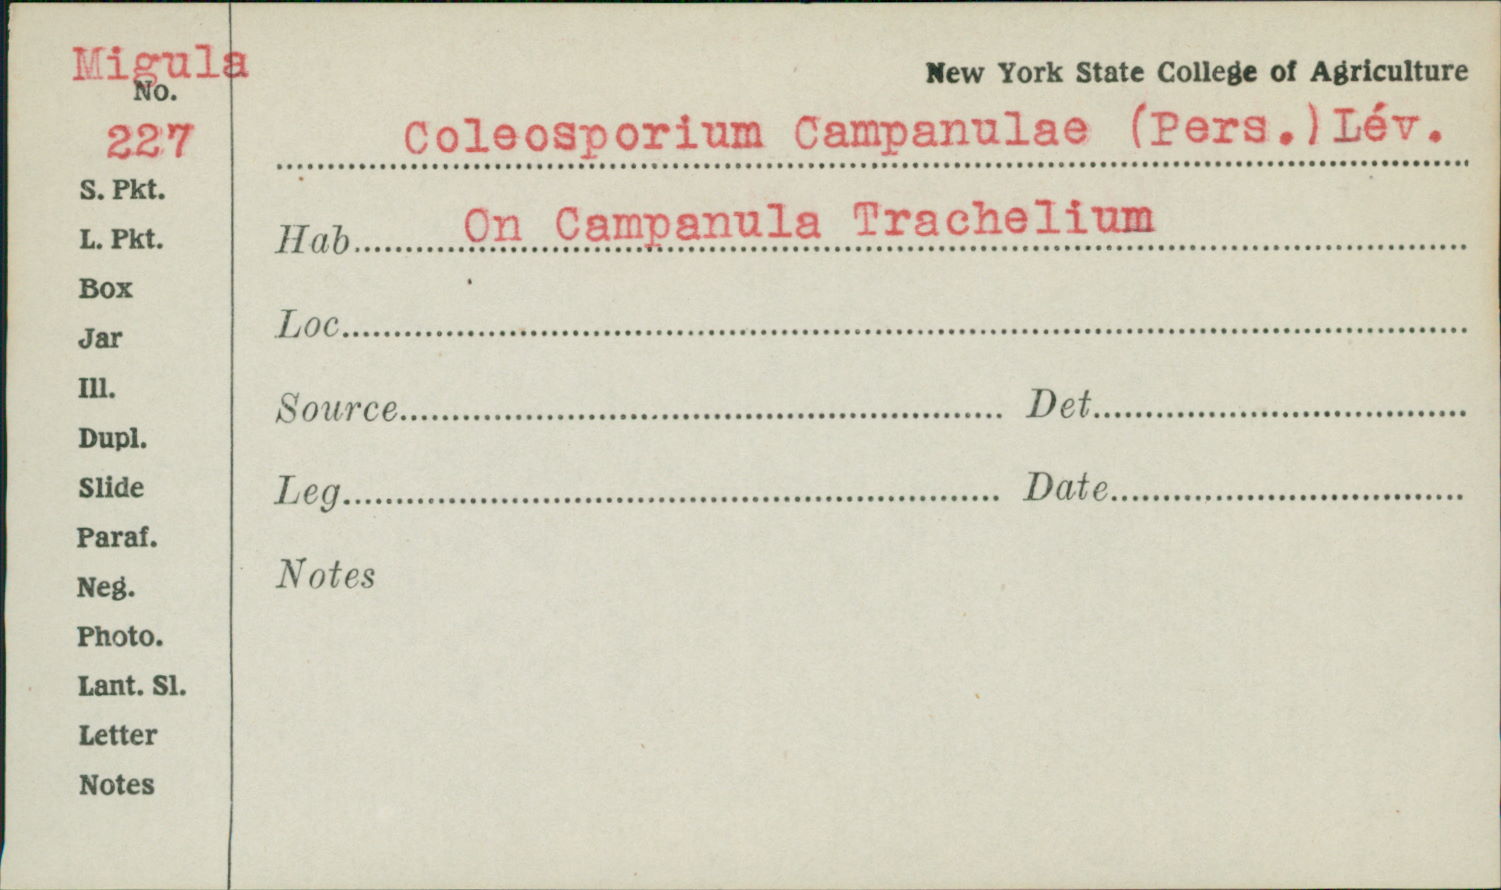 Migula
No.
227
S. Pkt.
L. Pkt.
Box
Jar
Ill.
Dupl.
Slide
Paraf.
Neg.
Photo.
Lant. Sl.
Letter
Notes
New York State College of Agriculture
Coleosporium Campanulae (Pers.) Lév.
Hab. On Campanula Trachelium
Loc.
Source. Det.
Leg. Date.
Notes